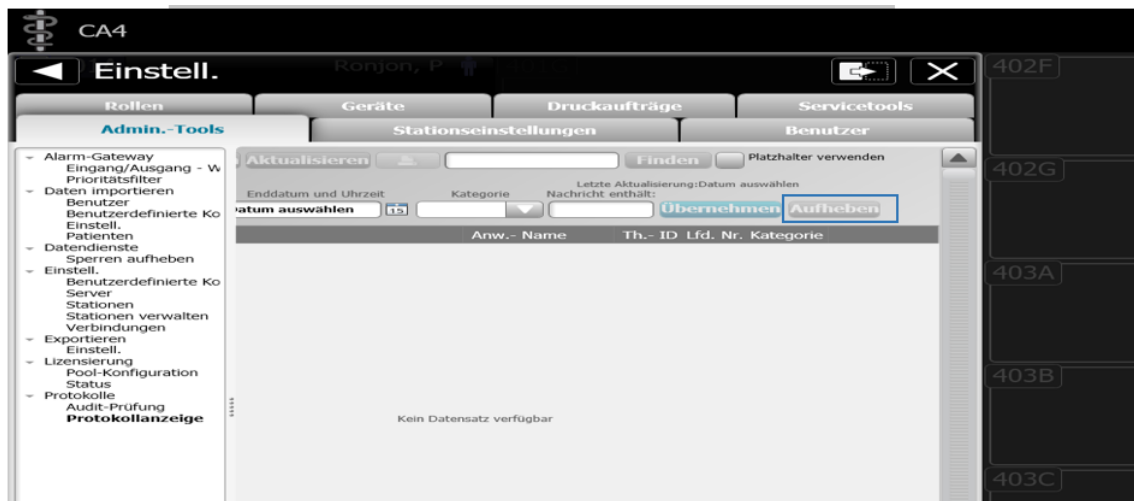 CA4
Einstell.
Ronjon, P
402F
Rollen Geräte Druckaufträge Servicetools
Admin.-Tools Stationseinstellungen Benutzer
Alarm-Gateway
Eingang/Ausgang - W
Prioritätsfilter
Daten importieren
Benutzer
Benutzerdefinierte Ko
Einstell.
Patienten
Datendienste
Sperren aufheben
Einstell.
Benutzerdefinierte Ko
Server
Stationen
Stationen verwalten
Verbindungen
Exportieren
Einstell.
Lizensierung
Pool-Konfiguration
Status
Protokolle
Audit-Prüfung
Protokollanzeige
Aktualisieren Finden Platzhalter verwenden
Letzte Aktualisierung:Datum auswählen
Enddatum und Uhrzeit Kategorie Nachricht enthält:
Datum auswählen 15 Übernehmen Aufheben
Anw.- Name Th.- ID Lfd. Nr. Kategorie
Kein Datensatz verfügbar
402G
403A
403B
403C